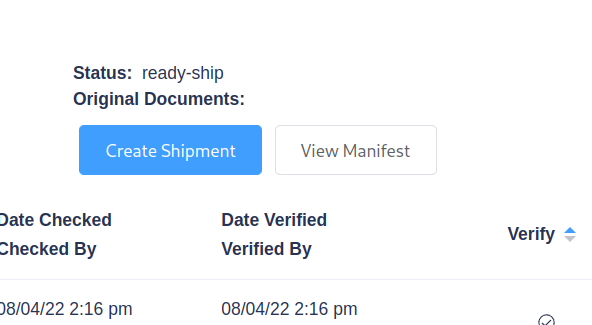 Status: ready-ship
Original Documents:
Create Shipment View Manifest
Date Checked Date Verified
Verify
Checked By Verified By
08/04/22 2:16 pm 08/04/22 2:16 pm